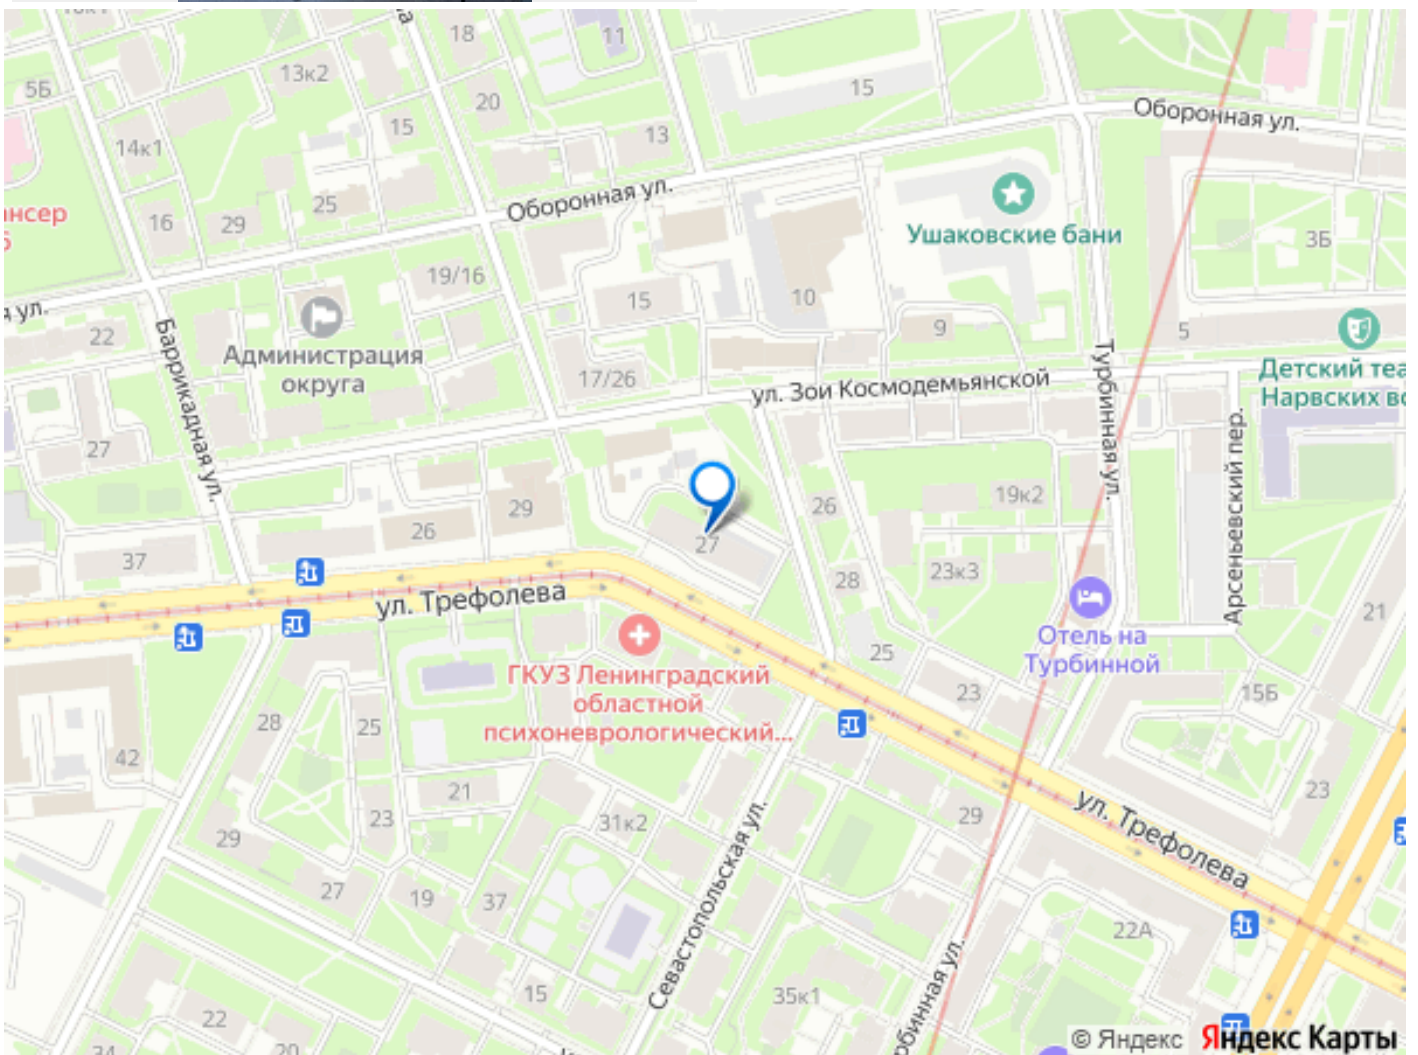 18
11
5Б
13к2
15
20
15
13
Оборонная ул.
14к1
Оборонная ул.
25
16
29
Ушаковские бани
3Б
19/16
15
10
22
Администрация
округа
9
5
Детский теа
Нарвских во
Баррикадная ул.
17/26
ул. Зои Космодемьянской
Турбинная ул.
27
Арсеньевский пер.
29
26
26
19к2
27
37
28
23к3
ул. Трефолева
Отель на
Турбинной
21
ГКУЗ Ленинградский
областной
психоневрологический...
25
23
15Б
28
25
42
21
23
31к2
29
23
ул. Трефолева
29
27
19
37
Севастопольская ул.
22А
15
35к1
22
20
34
© Яндекс Яндекс Карты